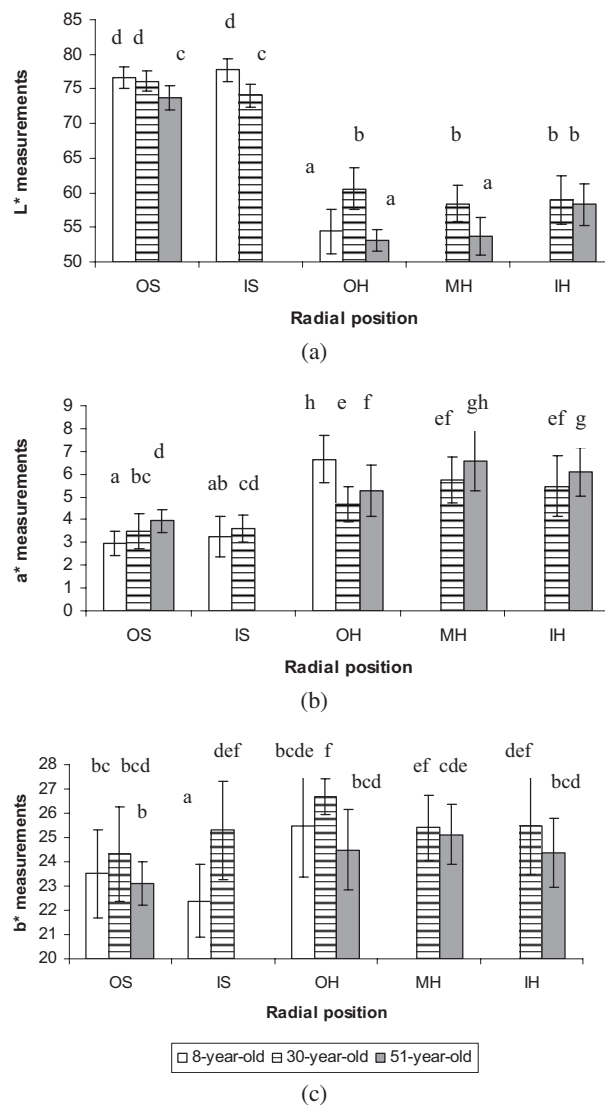 85
80
75
70
65
60
55
50
L* measurements
d d c
d c
a b a
b a
b b
OS IS OH MH IH
Radial position
(a)
9
8
7
6
5
4
3
2
1
0
a* measurements
a bc d
ab cd
h e f
ef gh
ef g
OS IS OH MH IH
Radial position
(b)
28
27
26
25
24
23
22
21
20
b* measurements
bc bcd b
a def
bcde f bcd
ef cde
def bcd
OS IS OH MH IH
Radial position
8-year-old 30-year-old 51-year-old
(c)